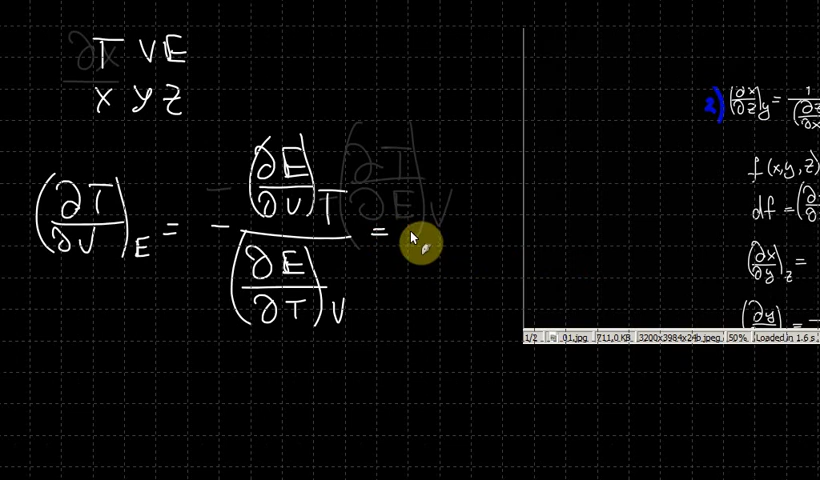 T V E
x y z
(∂T/∂V)_E = - (∂E/∂V)_T / (∂E/∂T)_V =
2) (∂x/∂z)_y = 1/(∂z/∂x
f(x,y,z)
df = (∂f/∂
(∂x/∂y)_z =
(∂y/ = -
1/2 01.jpg 711,0 KB 3200x3984x24b jpeg 50% Loaded in 1.6 s